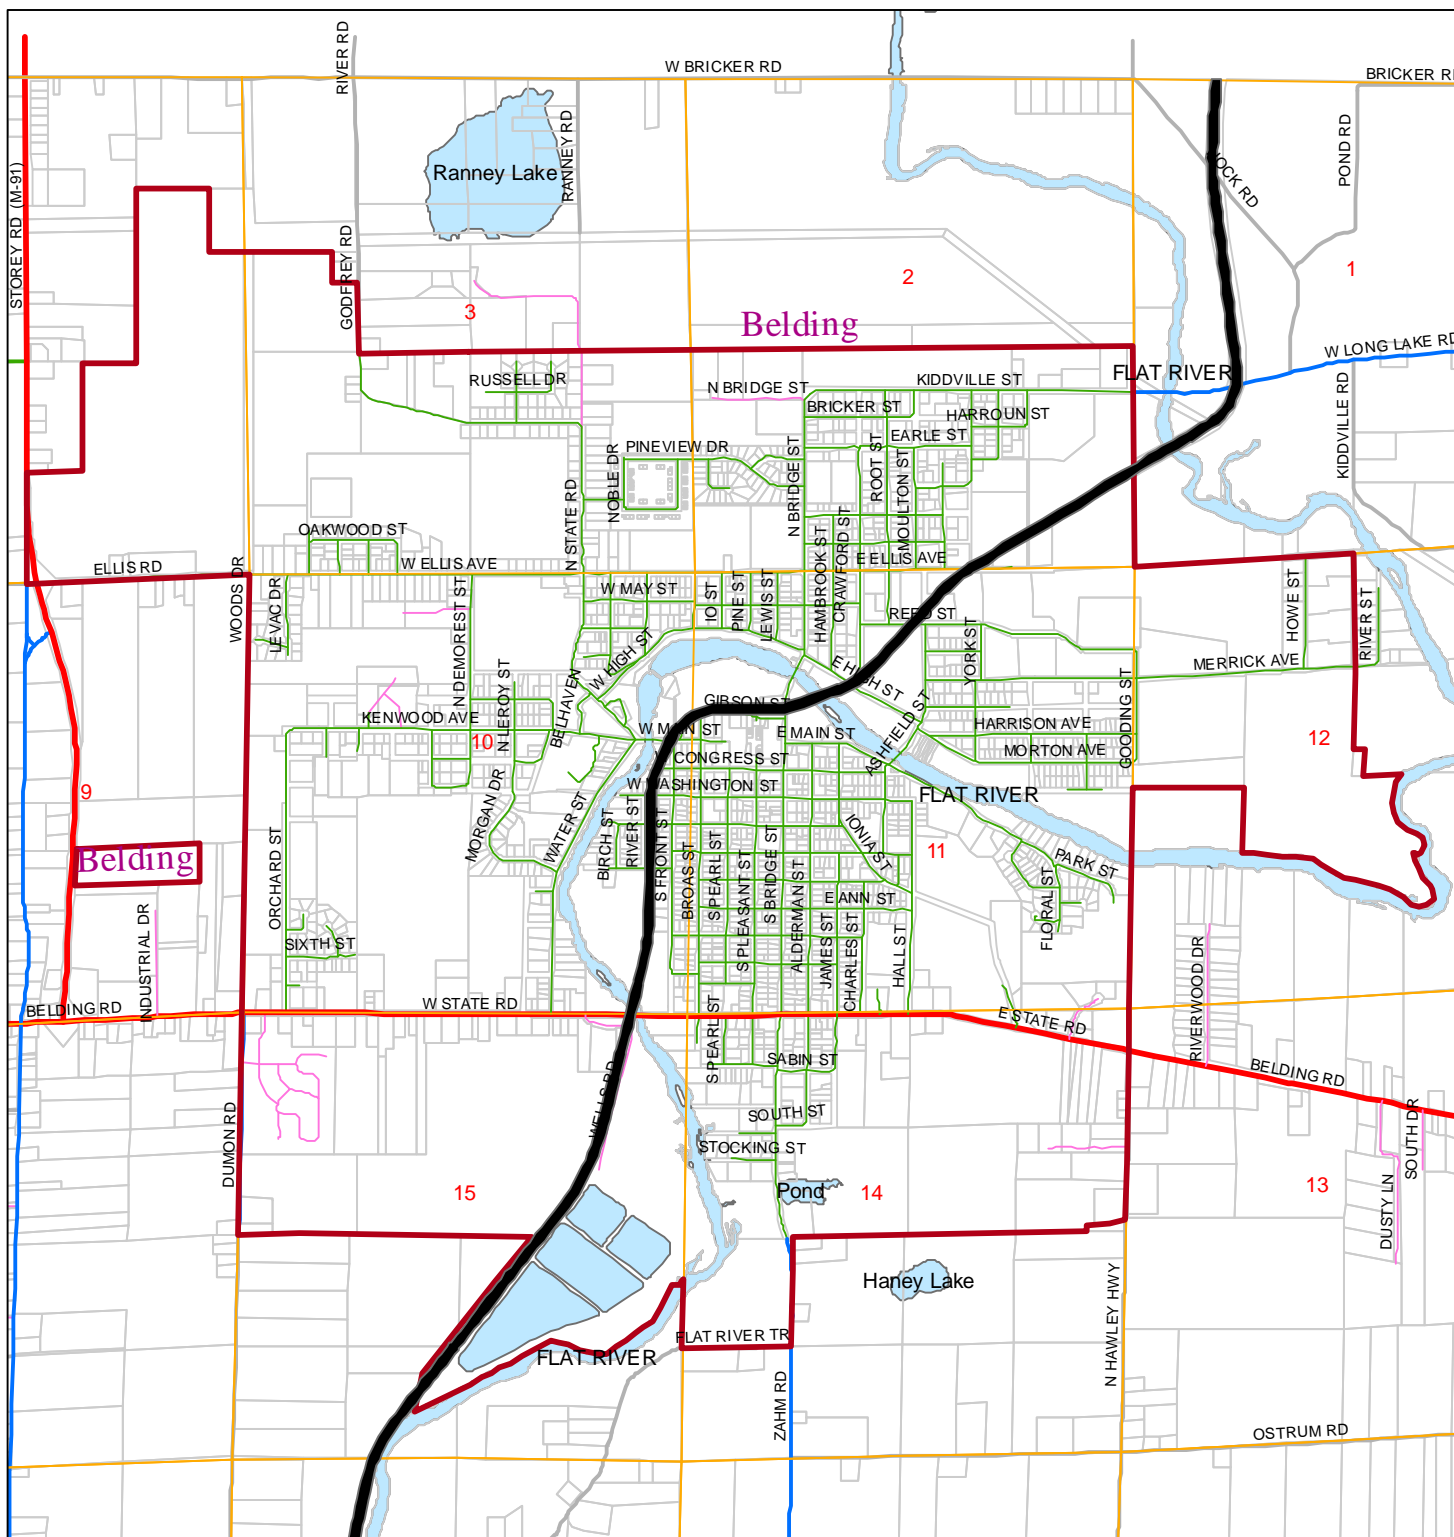 W BRICKER RD
BRICKER R
RIVER RD
RANNEY RD
Ranney Lake
STOREY RD (M-91)
GODFREY RD
OCK RD
POND RD
1
2
3
Belding
W LONG LAKE RD
FLAT RIVER
KIDDVILLE RD
RUSSELL DR
N BRIDGE ST
KIDDVILLE ST
BRICKER ST
HARROUN ST
EARLE ST
PINEVIEW DR
NOBLE DR
N STATE RD
N BRIDGE ST
ROOT ST
MOULTON ST
OAKWOOD ST
W ELLIS AVE
ELLIS RD
E ELLIS AVE
WOODS DR
LE VAC DR
N DEMOREST ST
W MAY ST
IO ST
PINE ST
LEWIS ST
HAMBROOK ST
CRAWFORD ST
REED ST
HOWE ST
RIVER ST
MERRICK AVE
YORK ST
W HIGH ST
E HIGH ST
GIBSON ST
N LEROY ST
BELHAVEN
KENWOOD AVE
10
W MAIN ST
E MAIN ST
ASHFIELD ST
HARRISON AVE
MORTON AVE
GOODING ST
12
CONGRESS ST
W WASHINGTON ST
FLAT RIVER
9
Belding
MORGAN DR
WATER ST
BIRCH ST
RIVER ST
S FRONT ST
BROAS ST
S PEARL ST
S PLEASANT ST
S BRIDGE ST
ALDERMAN ST
IONIA ST
11
PARK ST
FLORAL ST
E ANN ST
JAMES ST
CHARLES ST
HALL ST
ORCHARD ST
SIXTH ST
INDUSTRIAL DR
BELDING RD
W STATE RD
E STATE RD
RIVERWOOD DR
BELDING RD
S PEARL ST
SABIN ST
SOUTH ST
STOCKING ST
WELLS RD
DUMON RD
15
Pond
14
13
DUSTY LN
SOUTH DR
Haney Lake
N HAWLEY HWY
FLAT RIVER TR
FLAT RIVER
ZAHM RD
OSTRUM RD